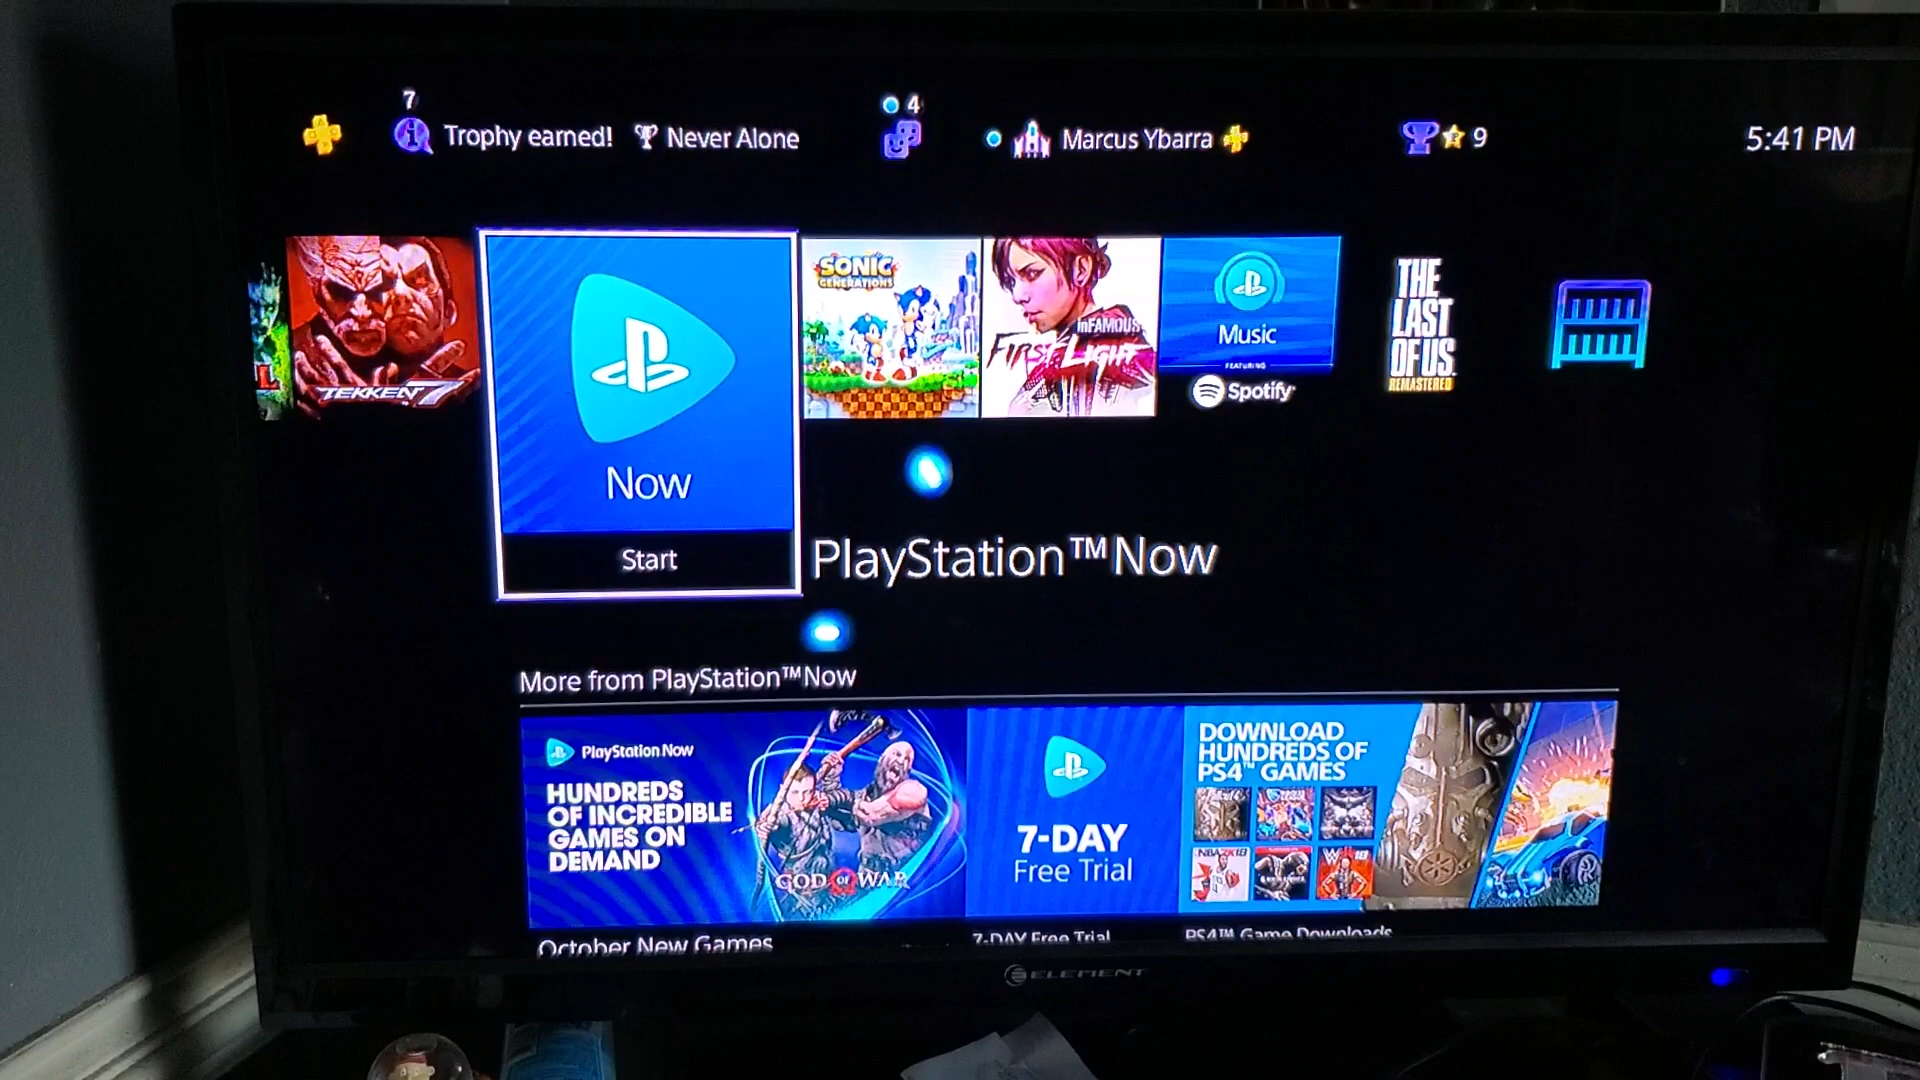 7
4
Trophy earned! Never Alone
Marcus Ybarra
9
5:41 PM
TEKKEN 7
Now
Start
SONIC
GENERATIONS
inFAMOUS
FIRST LIGHT
Music
FEATURING
Spotify
THE
LAST
OF US
REMASTERED
PlayStation™Now
More from PlayStation™Now
PlayStation Now
HUNDREDS
OF INCREDIBLE
GAMES ON
DEMAND
GOD OF WAR
7-DAY
Free Trial
DOWNLOAD
HUNDREDS OF
PS4™ GAMES
NBA 2K18
October New Games
7-DAY Free Trial
PS4™ Game Downloads
ELEMENT